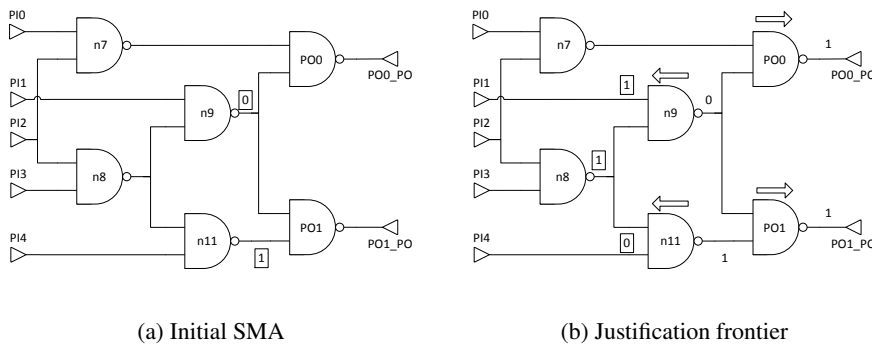 PI0
n7
PO0
PO0_PO
PI1
0
n9
PI2
PI3
n8
PI4
n11
1
PO1
PO1_PO
(a) Initial SMA
PI0
n7
PO0
1
PO0_PO
PI1
1
n9
0
PI2
PI3
n8
1
PI4
0
n11
1
PO1
1
PO1_PO
(b) Justification frontier